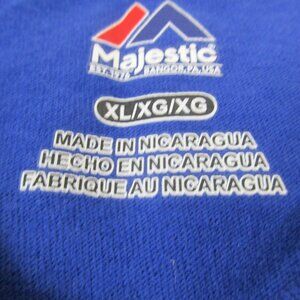 Majestic
EST. 1976 BANGOR, PA, USA
XL/XG/XG
MADE IN NICARAGUA
HECHO EN NICARAGUA
FABRIQUE AU NICARAGUA